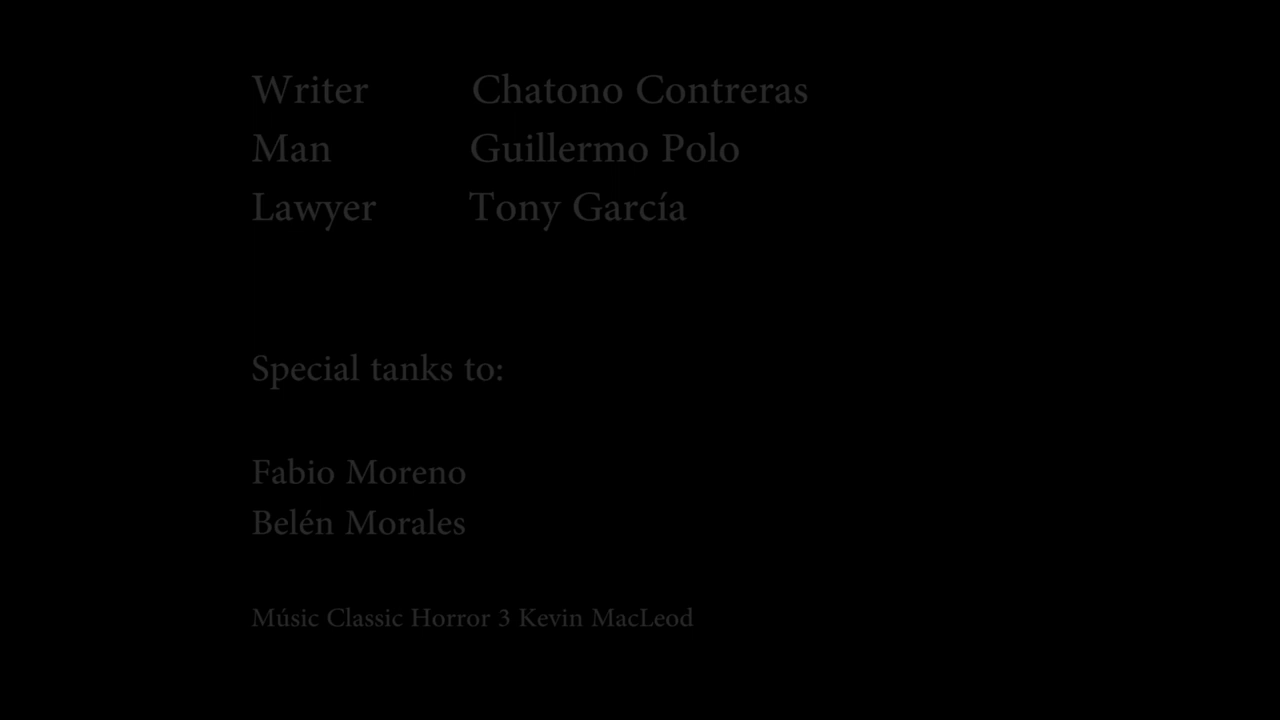 Writer Chatono Contreras
Man Guillermo Polo
Lawyer Tony García
Special tanks to:
Fabio Moreno
Belén Morales
Músic Classic Horror 3 Kevin MacLeod